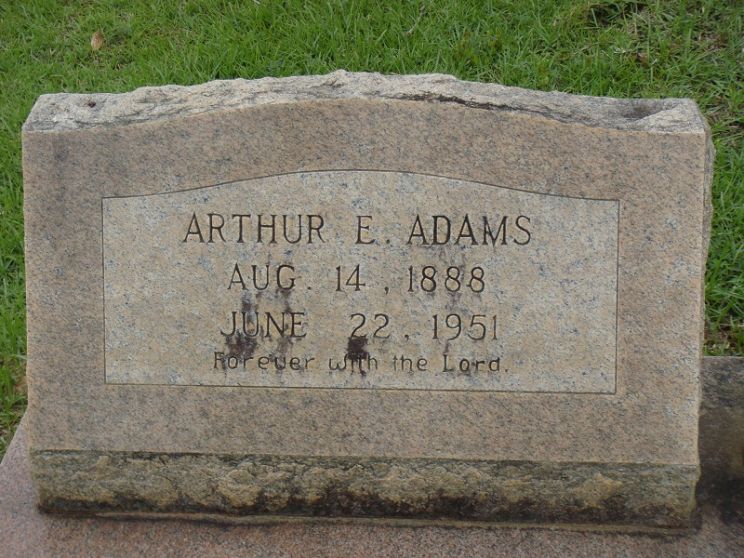 ARTHUR E. ADAMS
AUG. 14, 1888
JUNE 22, 1951
Forever with the Lord.